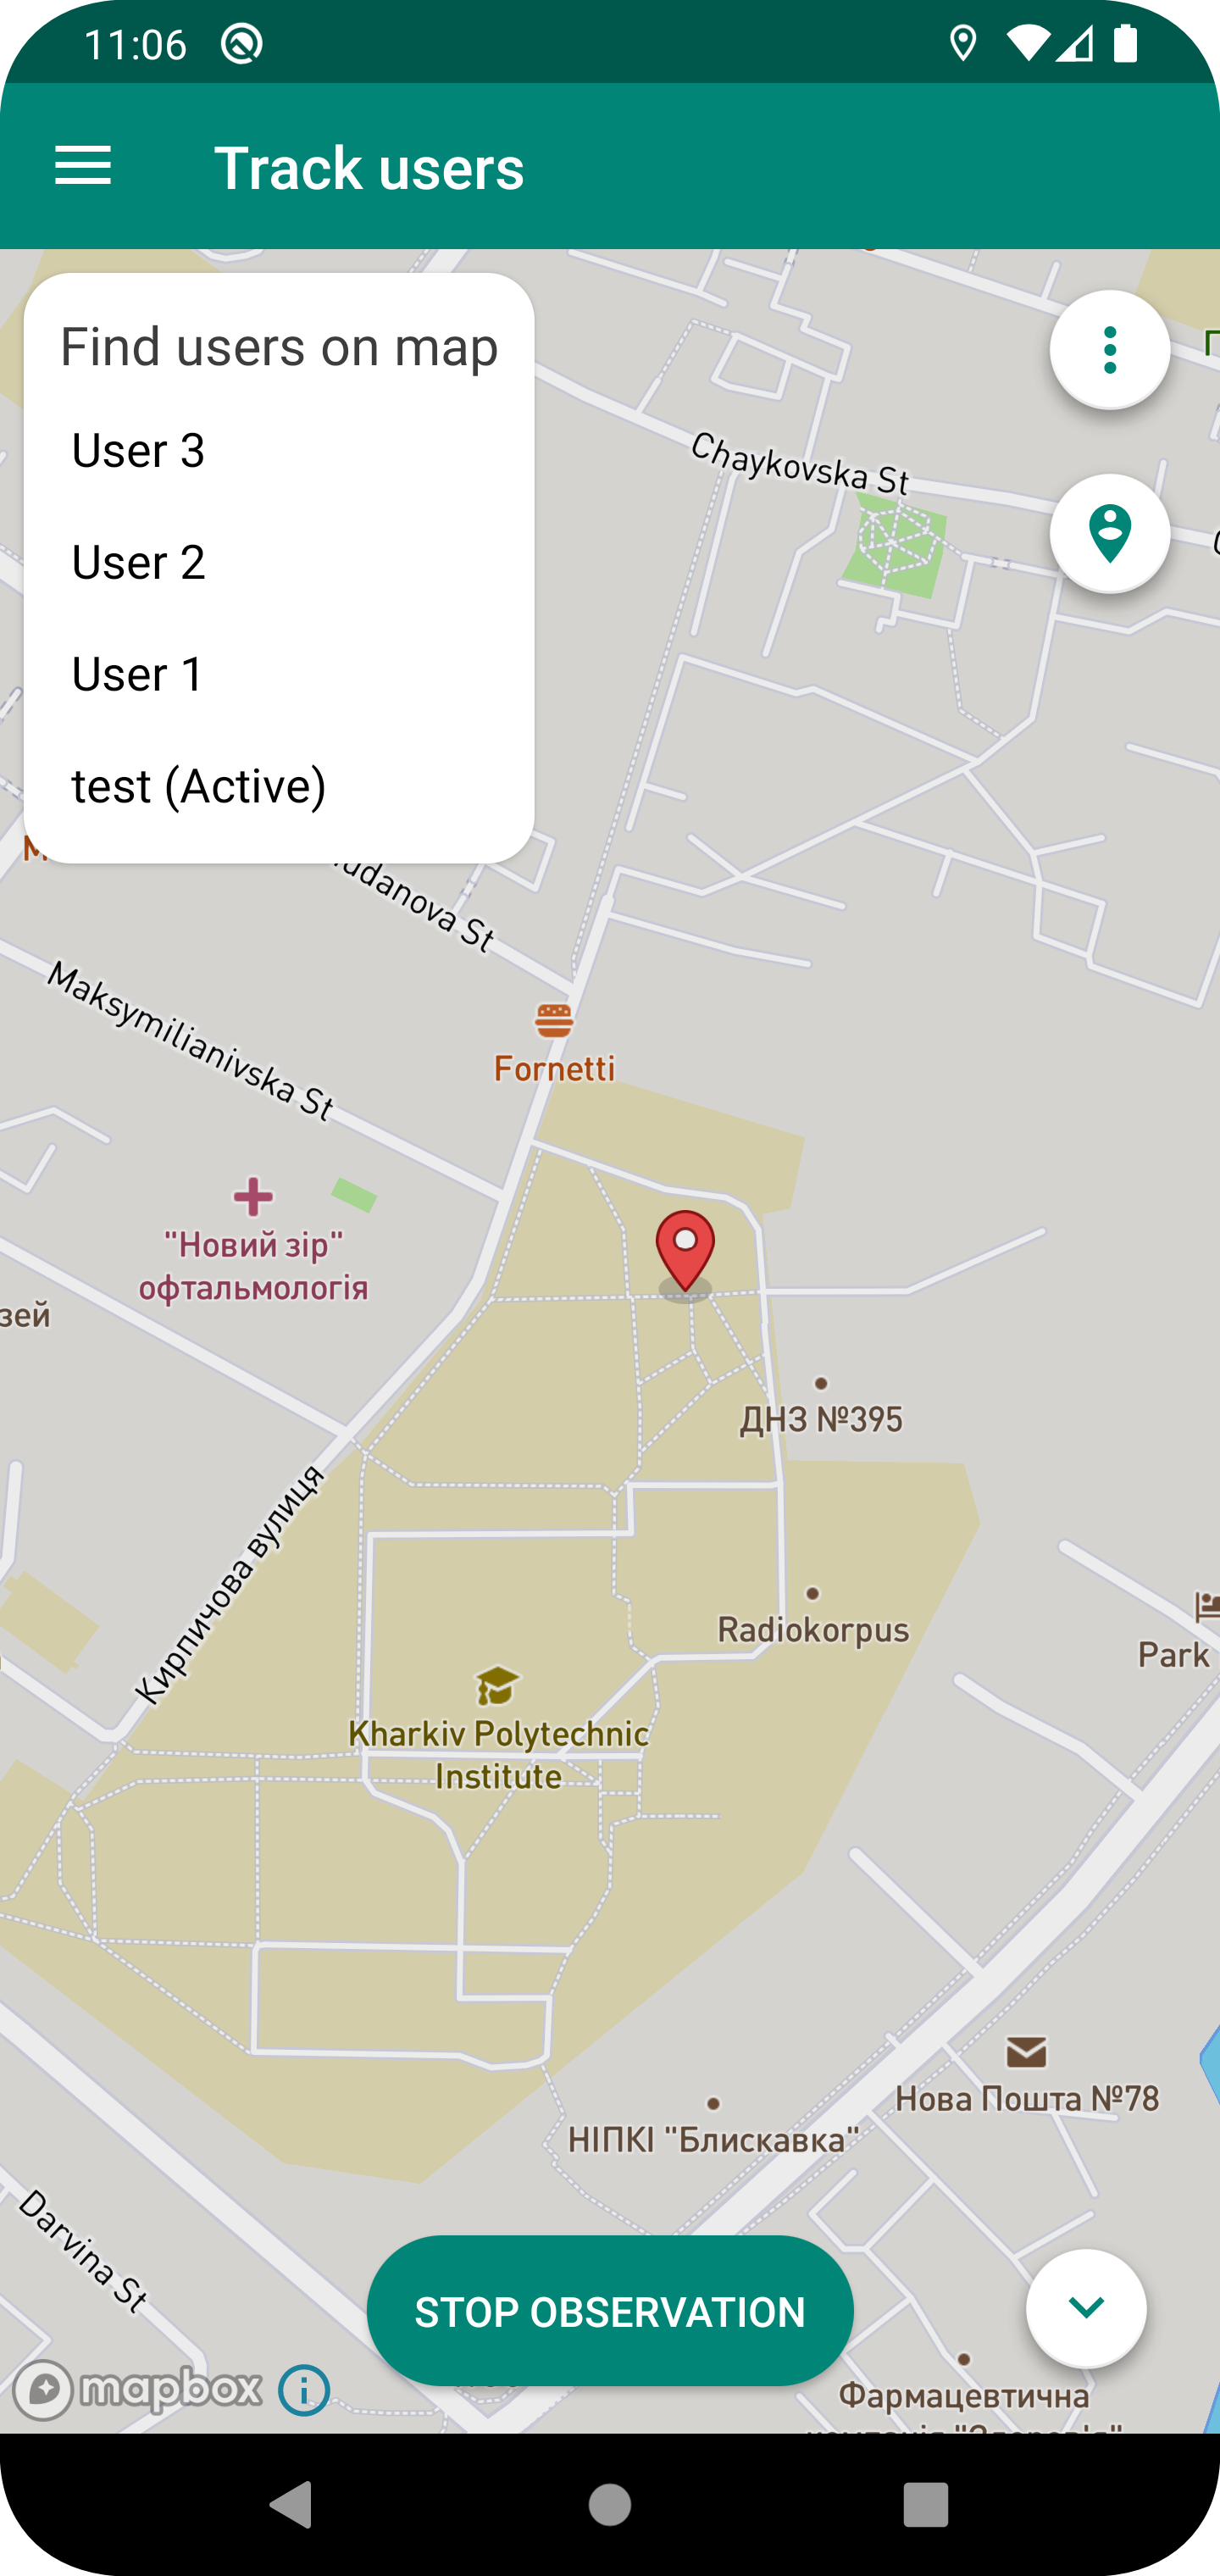 11:06
Track users
Find users on map
User 3
User 2
User 1
test (Active)
Chaykovska St
Maksymilianivska St
Fornetti
"Новий зір"
офтальмологія
зей
ДНЗ №395
Кирпичова вулиця
Radiokorpus
Park
Kharkiv Polytechnic
Institute
Нова Пошта №78
НІПКІ "Блискавка"
Darvina St
STOP OBSERVATION
mapbox
Фармацевтична